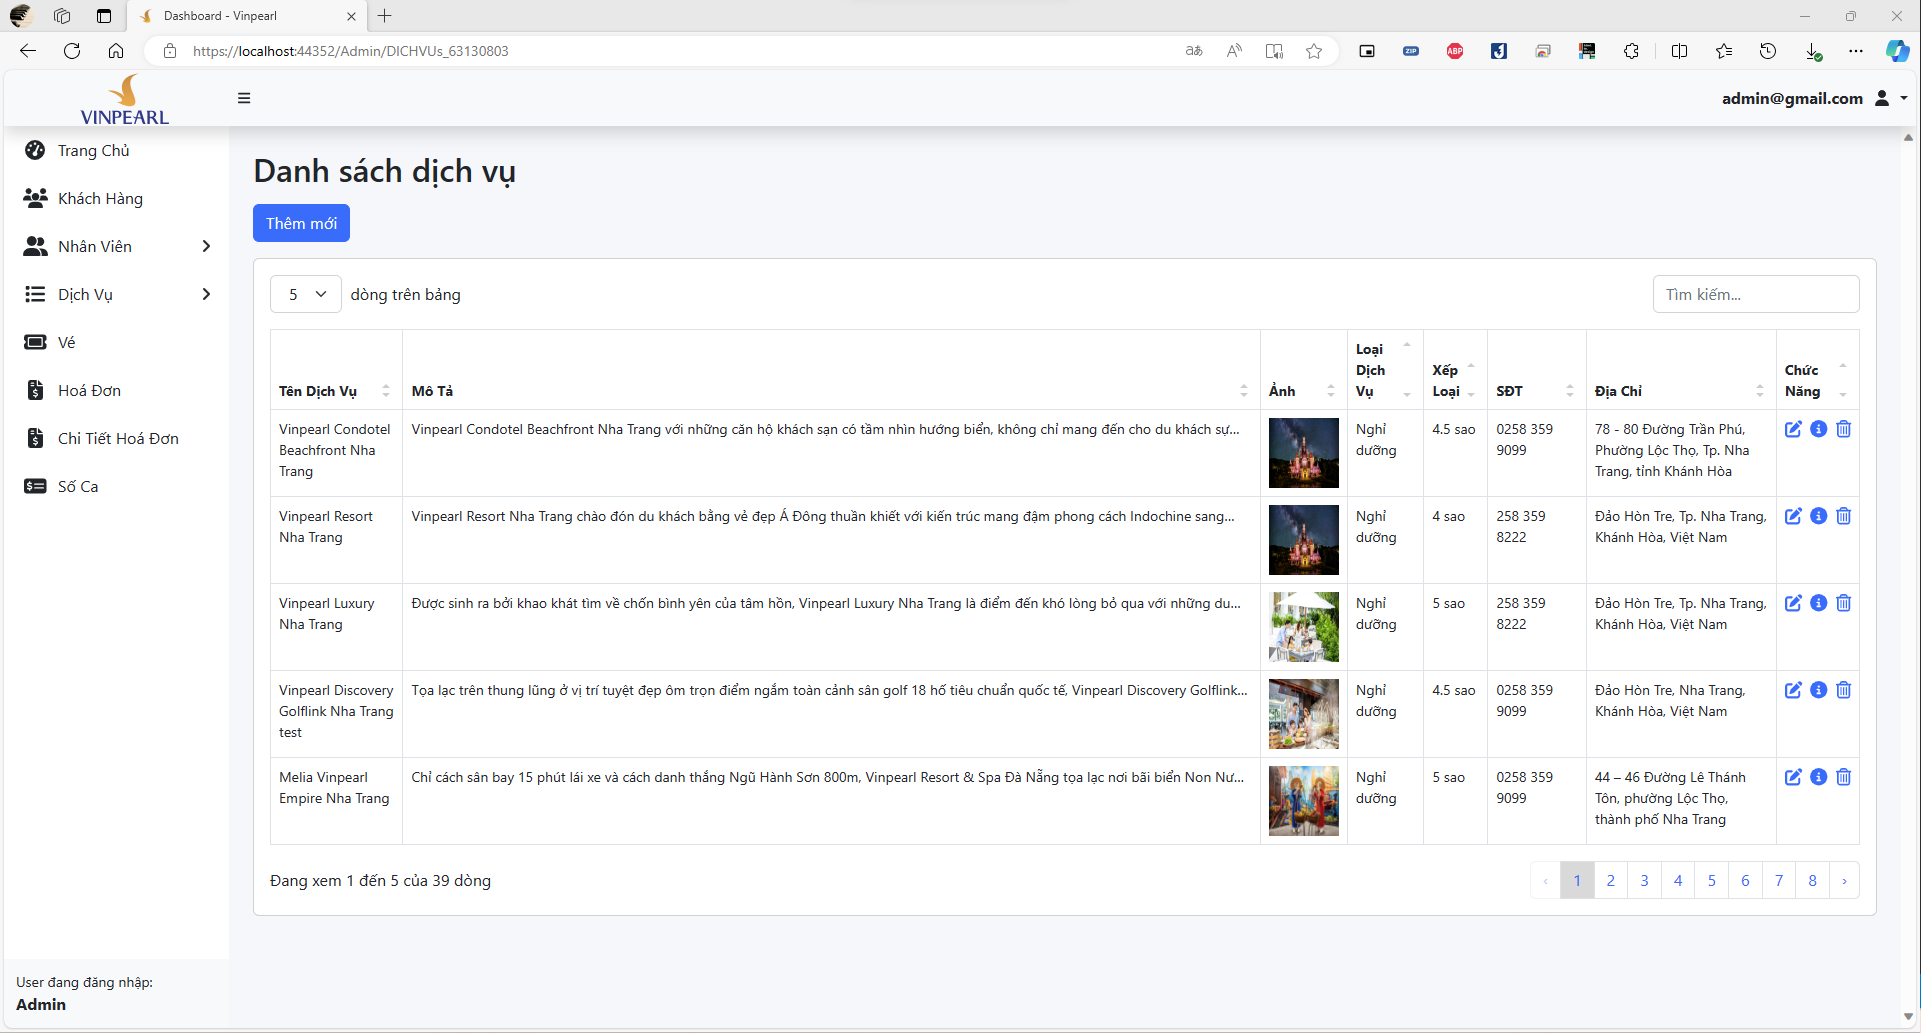 Dashboard - Vinpearl
https://localhost:44352/Admin/DICHVUs_63130803
VINPEARL
admin@gmail.com
Trang Chủ
Khách Hàng
Nhân Viên
Dịch Vụ
Vé
Hoá Đơn
Chi Tiết Hoá Đơn
Số Ca
User đang đăng nhập:
Admin
Danh sách dịch vụ
Thêm mới
5 dòng trên bảng
Tìm kiếm...
Tên Dịch Vụ
Mô Tả
Ảnh
Loại
Dịch
Vụ
Xếp
Loại
SĐT
Địa Chỉ
Chức
Năng
Vinpearl Condotel
Beachfront Nha
Trang
Vinpearl Condotel Beachfront Nha Trang với những căn hộ khách sạn có tầm nhìn hướng biển, không chỉ mang đến cho du khách sự...
Nghỉ
dưỡng
4.5 sao
0258 359
9099
78 - 80 Đường Trần Phú,
Phường Lộc Thọ, Tp. Nha
Trang, tỉnh Khánh Hòa
Vinpearl Resort
Nha Trang
Vinpearl Resort Nha Trang chào đón du khách bằng vẻ đẹp Á Đông thuần khiết với kiến trúc mang đậm phong cách Indochine sang...
Nghỉ
dưỡng
4 sao
258 359
8222
Đảo Hòn Tre, Tp. Nha Trang,
Khánh Hòa, Việt Nam
Vinpearl Luxury
Nha Trang
Được sinh ra bởi khao khát tìm về chốn bình yên của tâm hồn, Vinpearl Luxury Nha Trang là điểm đến khó lòng bỏ qua với những du...
Nghỉ
dưỡng
5 sao
258 359
8222
Đảo Hòn Tre, Tp. Nha Trang,
Khánh Hòa, Việt Nam
Vinpearl Discovery
Golflink Nha Trang
test
Tọa lạc trên thung lũng ở vị trí tuyệt đẹp ôm trọn điểm ngắm toàn cảnh sân golf 18 hố tiêu chuẩn quốc tế, Vinpearl Discovery Golflink...
Nghỉ
dưỡng
4.5 sao
0258 359
9099
Đảo Hòn Tre, Nha Trang,
Khánh Hòa, Việt Nam
Melia Vinpearl
Empire Nha Trang
Chỉ cách sân bay 15 phút lái xe và cách danh thắng Ngũ Hành Sơn 800m, Vinpearl Resort & Spa Đà Nẵng tọa lạc nơi bãi biển Non Nư...
Nghỉ
dưỡng
5 sao
0258 359
9099
44 – 46 Đường Lê Thánh
Tôn, phường Lộc Thọ,
thành phố Nha Trang
Đang xem 1 đến 5 của 39 dòng
‹ 1 2 3 4 5 6 7 8 ›